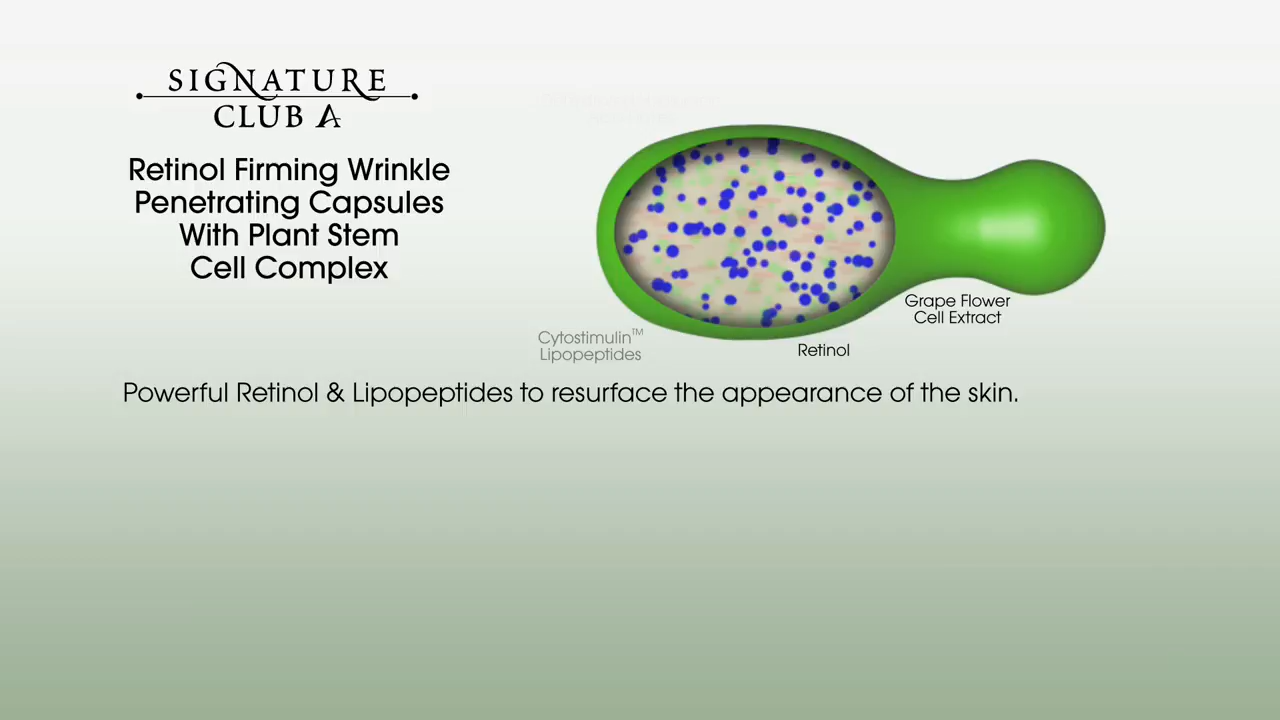 SIGNATURE
CLUB A
Retinol Firming Wrinkle
Penetrating Capsules
With Plant Stem
Cell Complex
Grape Flower
Cell Extract
Cytostimulin™
Lipopeptides
Retinol
Powerful Retinol & Lipopeptides to resurface the appearance of the skin.